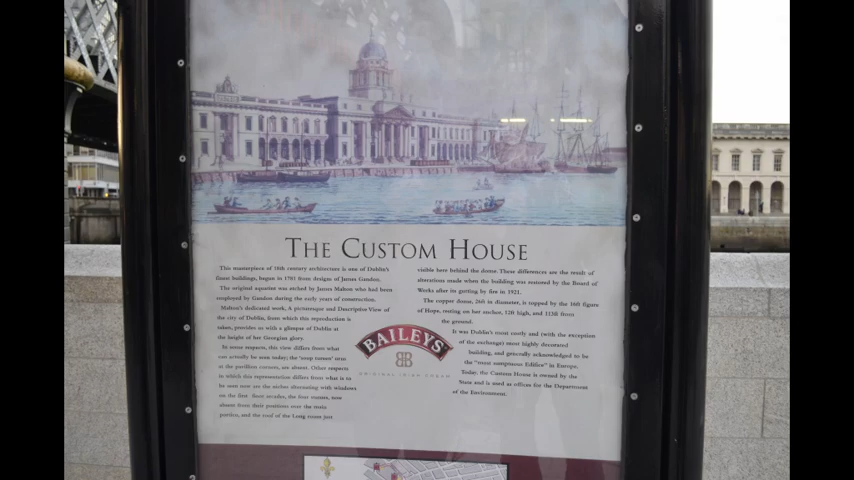 THE CUSTOM HOUSE
This masterpiece of 18th century architecture is one of Dublin's
finest buildings, begun in 1781 from designs of James Gandon.
The original aquatint was etched by James Malton who had been
employed by Gandon during the early years of construction.
Malton's dedicated work, A picturesque and Descriptive View of
the city of Dublin, from which this reproduction is
taken, provides us with a glimpse of Dublin at
the height of her Georgian glory.
In some respects, this view differs from what
can actually be seen today; the
at the pavilion corners, are absent. Other respects
in which this representation differs from what is to
be seen now are the niches alternating with windows
on the first floor arcades, the four statues, now
absent from their positions over the main
portico, and the roof of the Long room just
visible here behind the dome. These differences are the result of
alterations made when the building was restored by the Board of
Works after its gutting by fire in 1921.
The copper dome, 26ft in diameter, is topped by the 16ft figure
of Hope, resting on her anchor, 12ft high, and 113ft from
the ground.
It was Dublin's most costly and (with the exception
of the exchange) most highly decorated
building, and generally acknowledged to be
the "most sumptuous Edifice" in Europe.
Today, the Custom House is owned by the
State and is used as offices for the Department
of the Environment.
BAILEYS
ORIGINAL IRISH CREAM